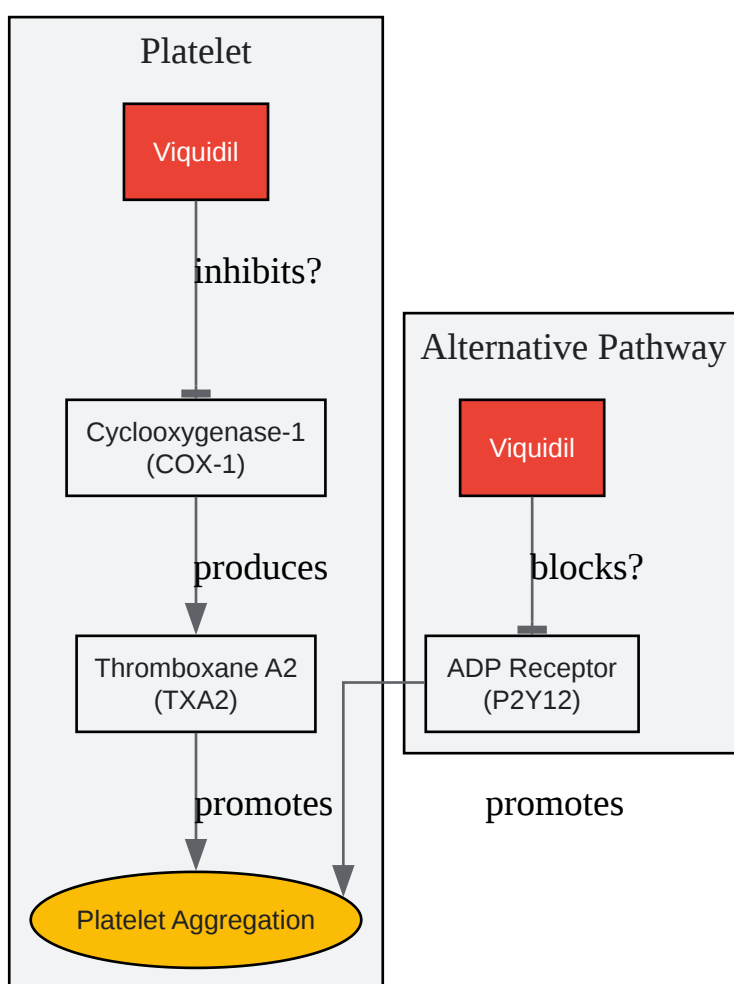 Platelet
Viquidil
inhibits?
Cyclooxygenase-1
(COX-1)
produces
Thromboxane A2
(TXA2)
promotes
Platelet Aggregation
Alternative Pathway
Viquidil
blocks?
ADP Receptor
(P2Y12)
promotes